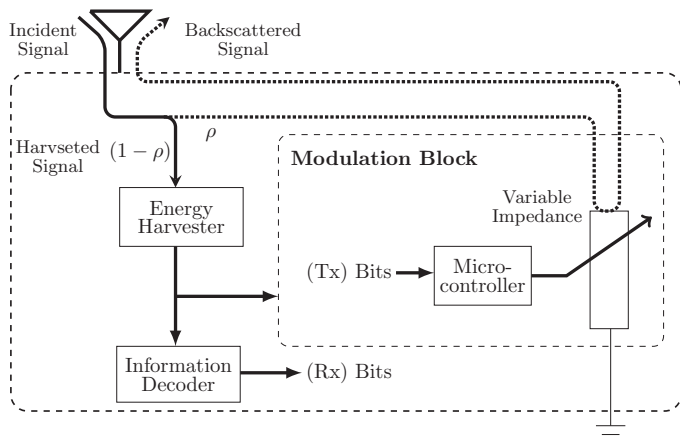 Incident
Signal
Backscattered
Signal
Harvseted
Signal
(1 − ρ)
ρ
Modulation Block
Energy
Harvester
Variable
Impedance
(Tx) Bits
Micro-
controller
Information
Decoder
(Rx) Bits